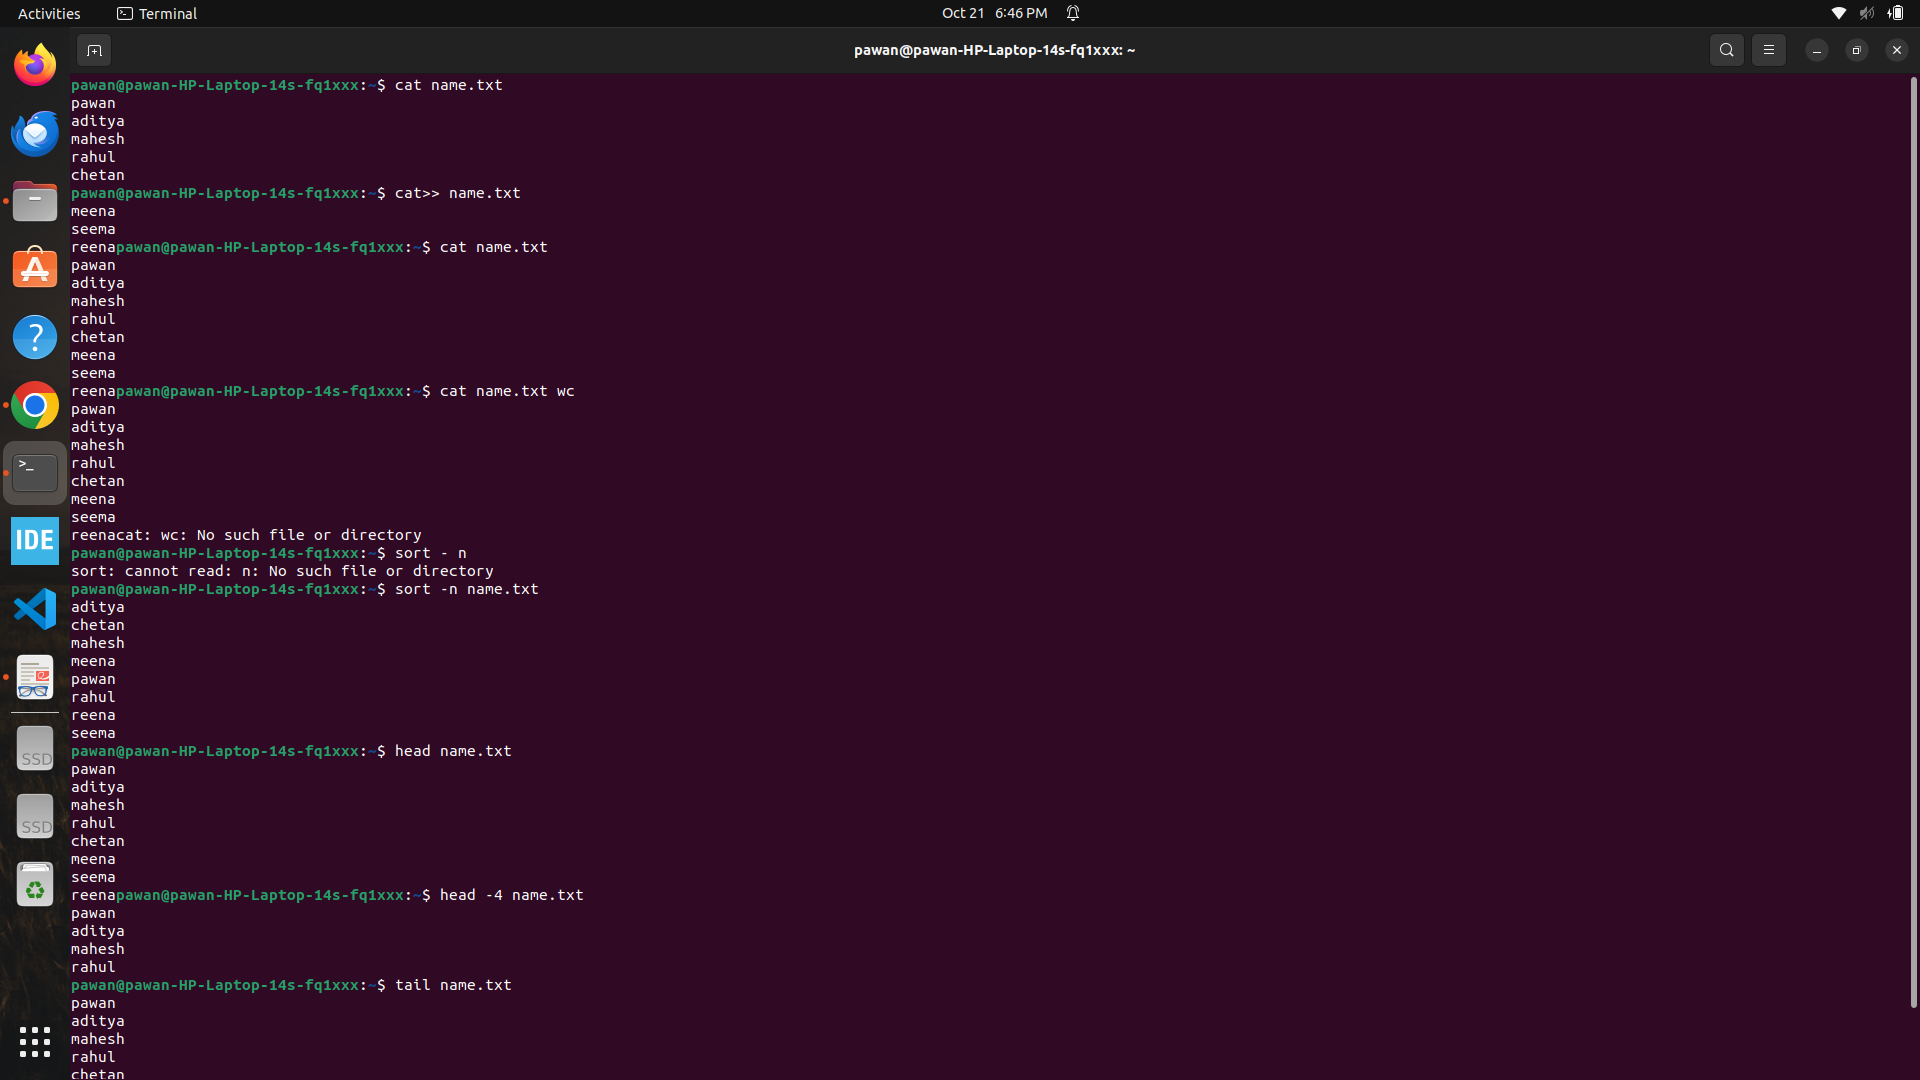 Activities
Terminal
Oct 21 6:46 PM
pawan@pawan-HP-Laptop-14s-fq1xxx: ~
pawan@pawan-HP-Laptop-14s-fq1xxx:~$ cat name.txt
pawan
aditya
mahesh
rahul
chetan
pawan@pawan-HP-Laptop-14s-fq1xxx:~$ cat>> name.txt
meena
seema
reenapawan@pawan-HP-Laptop-14s-fq1xxx:~$ cat name.txt
pawan
aditya
mahesh
rahul
chetan
meena
seema
reenapawan@pawan-HP-Laptop-14s-fq1xxx:~$ cat name.txt wc
pawan
aditya
mahesh
rahul
chetan
meena
seema
reenacat: wc: No such file or directory
pawan@pawan-HP-Laptop-14s-fq1xxx:~$ sort - n
sort: cannot read: n: No such file or directory
pawan@pawan-HP-Laptop-14s-fq1xxx:~$ sort -n name.txt
aditya
chetan
mahesh
meena
pawan
rahul
reena
seema
pawan@pawan-HP-Laptop-14s-fq1xxx:~$ head name.txt
pawan
aditya
mahesh
rahul
chetan
meena
seema
reenapawan@pawan-HP-Laptop-14s-fq1xxx:~$ head -4 name.txt
pawan
aditya
mahesh
rahul
pawan@pawan-HP-Laptop-14s-fq1xxx:~$ tail name.txt
pawan
aditya
mahesh
rahul
chetan
>_
IDE
SSD
SSD